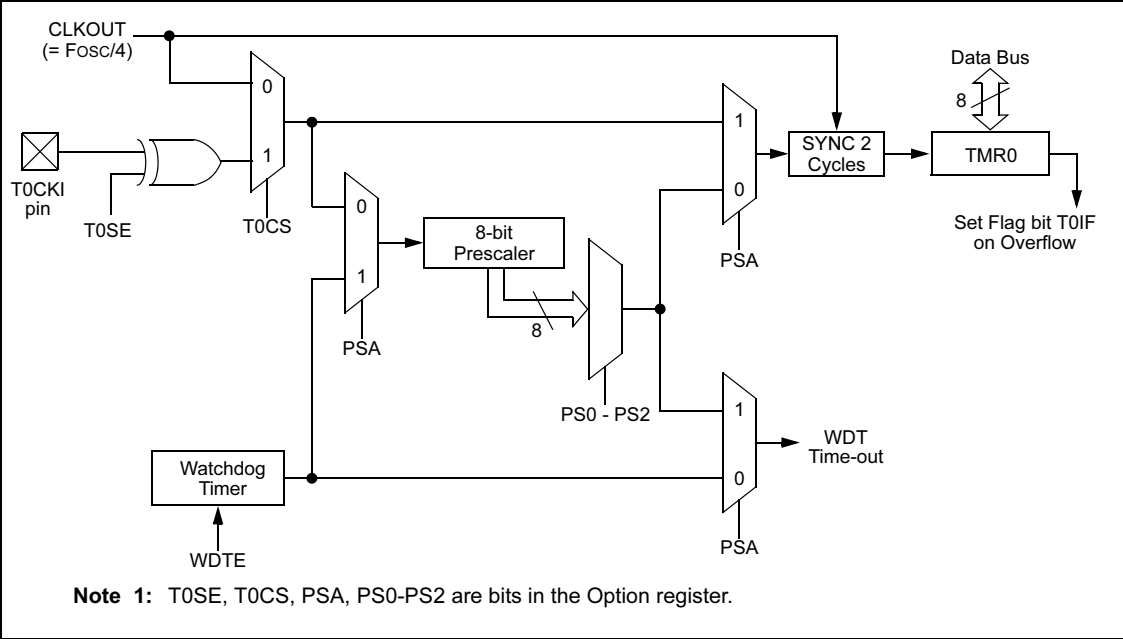 CLKOUT
(= FOSC/4)
Data Bus
8
0
1
1
0
SYNC 2
Cycles
TMR0
T0CKI
pin
T0SE
T0CS
0
1
8-bit
Prescaler
PSA
Set Flag bit T0IF
on Overflow
8
PSA
PS0 - PS2
1
0
WDT
Time-out
Watchdog
Timer
PSA
WDTE
Note 1: T0SE, T0CS, PSA, PS0-PS2 are bits in the Option register.